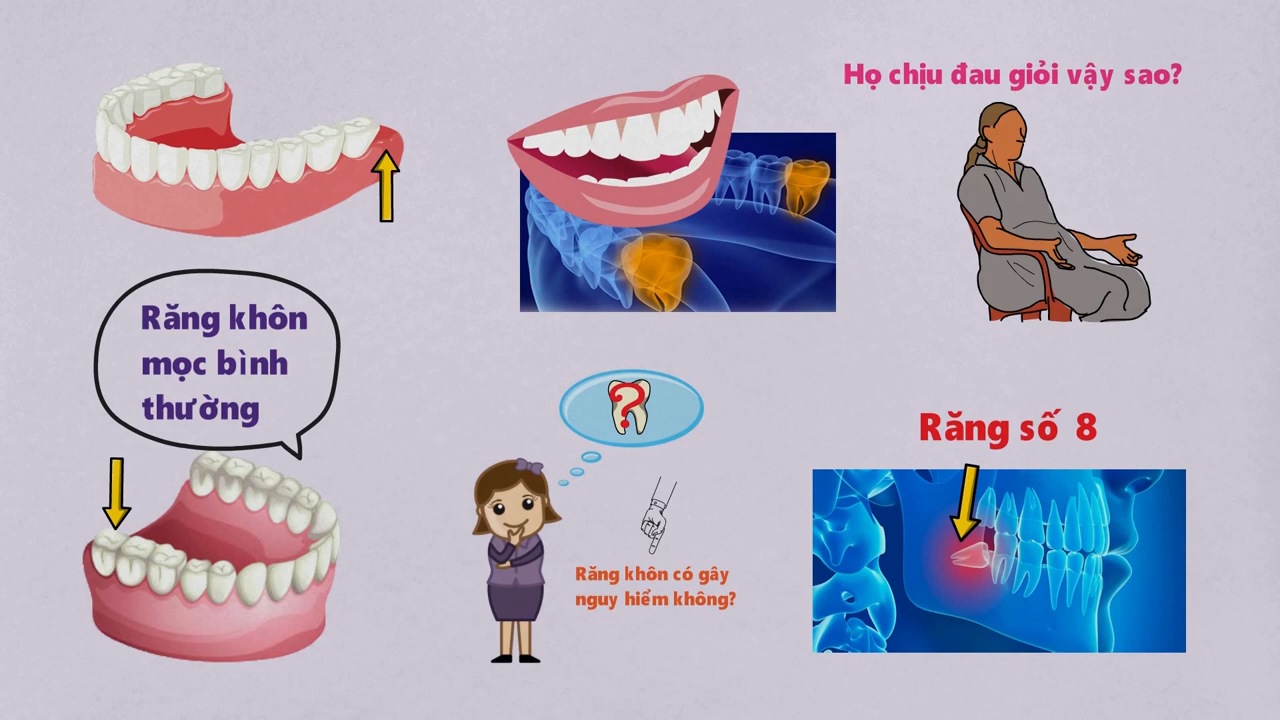 Họ chịu đau giỏi vậy sao?
Răng khôn
mọc bình
thường
?
Răng số 8
Răng khôn có gây
nguy hiểm không?